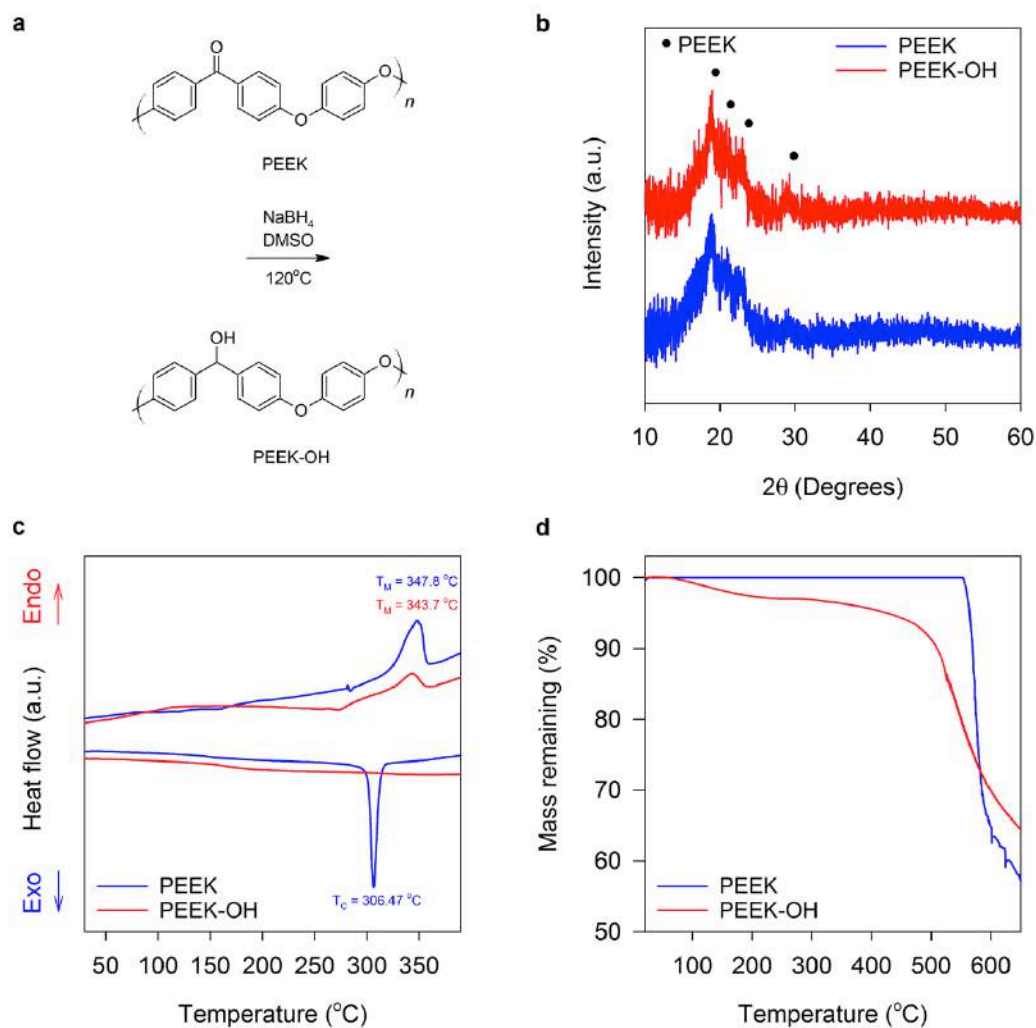 a
O
O
O
n
PEEK
NaBH₄
DMSO
120°C
OH
O
O
n
PEEK-OH
b
• PEEK
PEEK
PEEK-OH
Intensity (a.u.)
10 20 30 40 50 60
2θ (Degrees)
c
Exo ↓ Heat flow (a.u.) Endo ↑
T_M = 347.8 °C
T_M = 343.7 °C
T_C = 306.47 °C
PEEK
PEEK-OH
50 100 150 200 250 300 350
Temperature (°C)
d
Mass remaining (%)
100
90
80
70
60
50
PEEK
PEEK-OH
100 200 300 400 500 600
Temperature (°C)